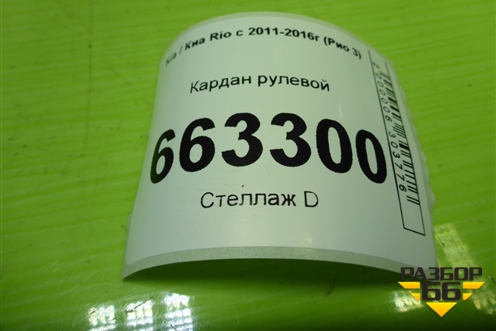 Kia / Киа Rio с 2011-2016г (Рио 3)
Кардан рулевой
663300
Стеллаж D
РАЗБОР
66